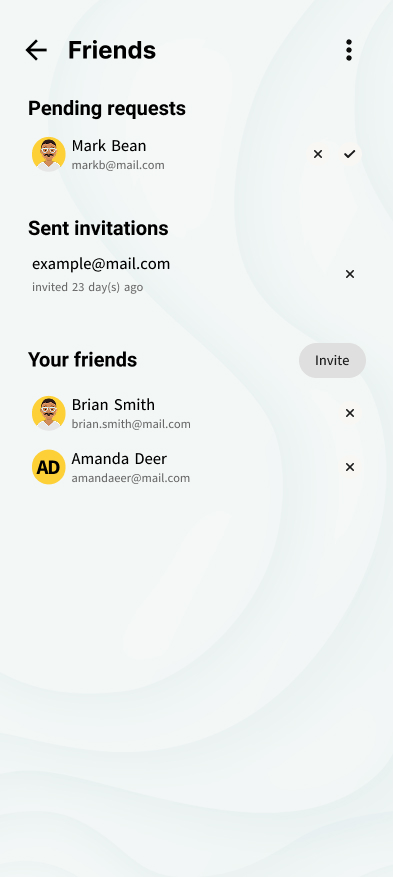 Friends
Pending requests
Mark Bean
markb@mail.com
Sent invitations
example@mail.com
invited 23 day(s) ago
Your friends
Invite
Brian Smith
brian.smith@mail.com
AD
Amanda Deer
amandaeer@mail.com